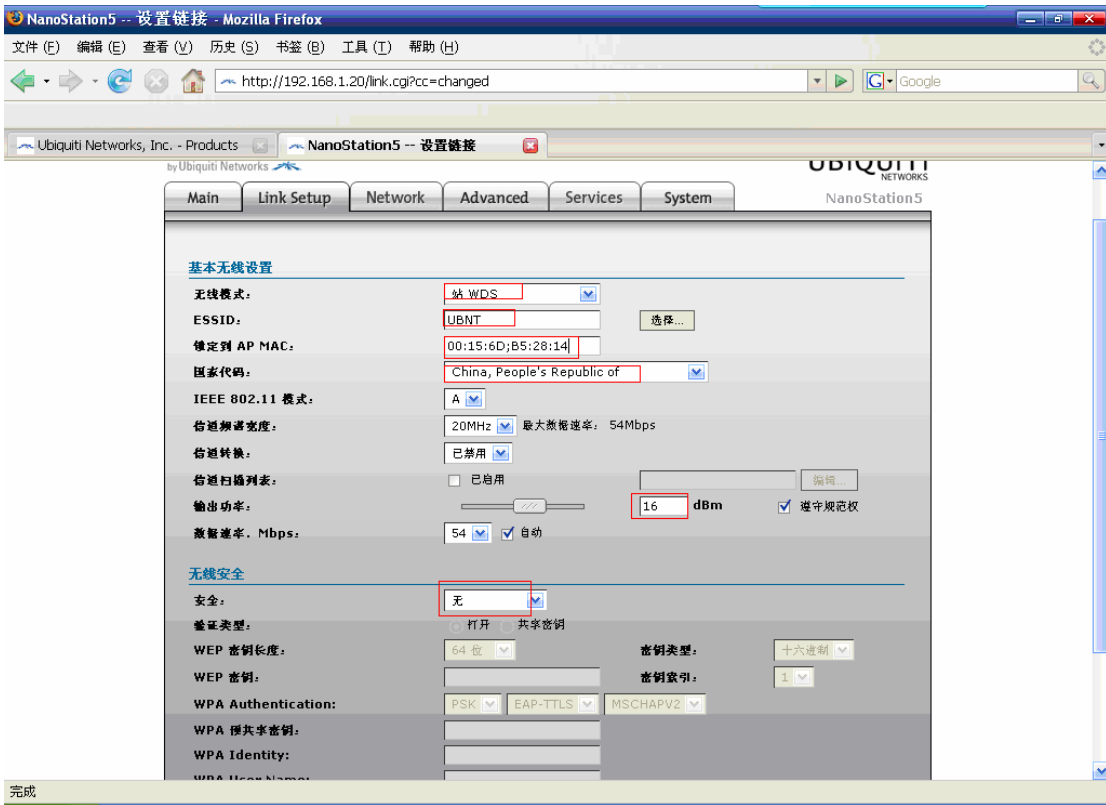 NanoStation5 -- 设置链接 - Mozilla Firefox
文件 (F) 编辑 (E) 查看 (V) 历史 (S) 书签 (B) 工具 (T) 帮助 (H)
http://192.168.1.20/link.cgi?cc=changed Google
Ubiquiti Networks, Inc. - Products NanoStation5 -- 设置链接
by Ubiquiti Networks UBIQUITI
NETWORKS
Main Link Setup Network Advanced Services System NanoStation5
基本无线设置
无线模式: 站 WDS
ESSID: UBNT 选择...
锁定到 AP MAC: 00:15:6D;B5:28:14
国家代码: China, People's Republic of
IEEE 802.11 模式: A
信道频谱宽度: 20MHz 最大数据速率: 54Mbps
信道转换: 已禁用
信道扫描列表: 已启用 编辑...
输出功率: 16 dBm 遵守规范权
数据速率. Mbps: 54 自动
无线安全
安全: 无
验证类型: 打开 共享密钥
WEP 密钥长度: 64 位 密钥类型: 十六进制
WEP 密钥: 密钥索引: 1
WPA Authentication: PSK EAP-TTLS MSCHAPV2
WPA 预共享密钥:
WPA Identity:
WPA User Name:
完成